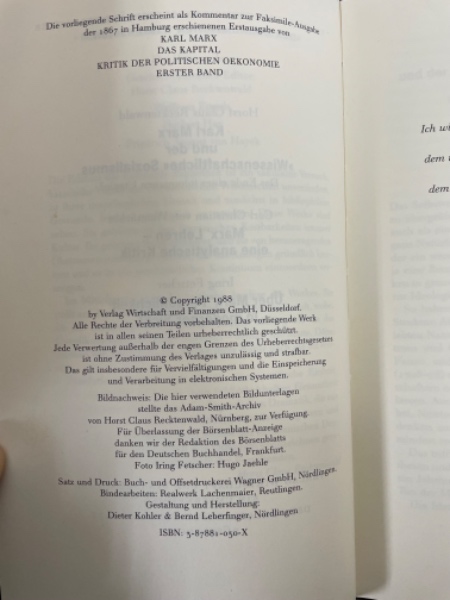 Die vorliegende Schrift erscheint als Kommentar zur Faksimile-Ausgabe
der 1867 in Hamburg erschienenen Erstausgabe von
KARL MARX
DAS KAPITAL
KRITIK DER POLITISCHEN OEKONOMIE
ERSTER BAND
© Copyright 1988
by Verlag Wirtschaft und Finanzen GmbH, Düsseldorf.
Alle Rechte der Verbreitung vorbehalten. Das vorliegende Werk
ist in allen seinen Teilen urheberrechtlich geschützt.
Jede Verwertung außerhalb der engen Grenzen des Urheberrechtsgesetzes
ist ohne Zustimmung des Verlages unzulässig und strafbar.
Das gilt insbesondere für Vervielfältigungen und die Einspeicherung
und Verarbeitung in elektronischen Systemen.
Bildnachweis: Die hier verwendeten Bildunterlagen
stellte das Adam-Smith-Archiv
von Horst Claus Recktenwald, Nürnberg, zur Verfügung.
Für Überlassung der Börsenblatt-Anzeige
danken wir der Redaktion des Börsenblatts
für den Deutschen Buchhandel, Frankfurt.
Foto Iring Fetscher: Hugo Jaehle
Satz und Druck: Buch- und Offsetdruckerei Wagner GmbH, Nördlingen.
Bindearbeiten: Realwerk Lachenmaier, Reutlingen.
Gestaltung und Herstellung:
Dieter Kohler & Bernd Leberfinger, Nördlingen
ISBN: 3-87881-030-X
Ich
dem
dem